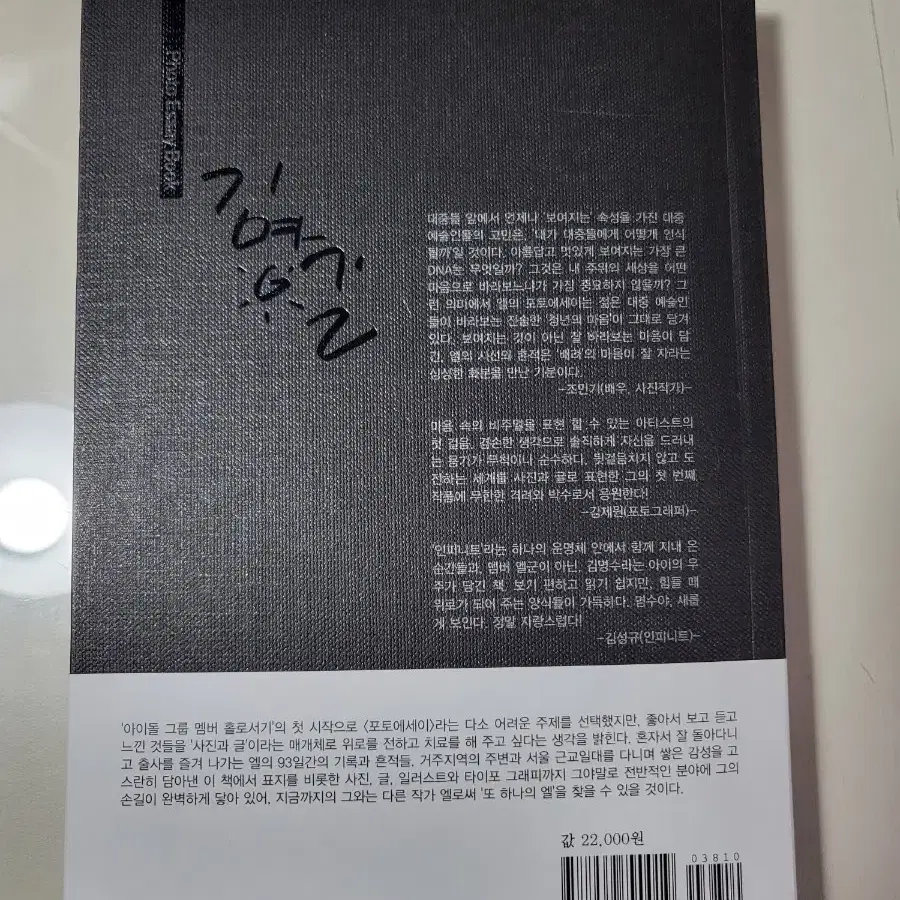 Photo Essay Book
대중들 앞에서 언제나 '보여지는' 속성을 가진 대중
예술인들의 고민은, '내가 대중들에게 어떻게 인식
될까'일 것이다. 아름답고 멋있게 보여지는 가장 큰
DNA는 무엇일까? 그것은 내 주위의 세상을 어떤
마음으로 바라보느냐가 가장 중요하지 않을까? 그
런 의미에서 엘의 포토에세이는 젊은 대중 예술인
들이 바라보는 진솔한 '청년의 마음'이 그대로 담겨
있다. 보여지는 것이 아닌 잘 바라보는 마음이 담
긴, 엘의 시선의 흔적은 '배려'의 마음이 잘 자라는
싱싱한 화분을 만난 기분이다.
-조민기(배우, 사진작가)-
마음 속의 비주얼을 표현 할 수 있는 아티스트의
첫 걸음, 겸손한 생각으로 솔직하게 자신을 드러내
는 용기가 무척이나 순수하다. 뒷걸음치지 않고 도
전하는 세계를 사진과 글로 표현한 그의 첫 번째
작품에 무한한 격려와 박수로서 응원한다!
-김제원(포토그래퍼)-
'인피니트'라는 하나의 운명체 안에서 함께 지내 온
순간들과, 멤버 엘군이 아닌, 김명수라는 아이의 우
주가 담긴 책. 보기 편하고 읽기 쉽지만, 힘들 때
위로가 되어 주는 양식들이 가득하다. 명수야, 새롭
게 보인다. 정말 자랑스럽다!
-김성규(인피니트)-
'아이돌 그룹 멤버 홀로서기'의 첫 시작으로 <포토에세이>라는 다소 어려운 주제를 선택했지만, 좋아서 보고 듣고
느낀 것들을 '사진과 글'이라는 매개체로 위로를 전하고 치료를 해 주고 싶다는 생각을 밝힌다. 혼자서 잘 돌아다니
고 출사를 즐겨 나가는 엘의 93일간의 기록과 흔적들. 거주지역의 주변과 서울 근교일대를 다니며 쌓은 감성을 고
스란히 담아낸 이 책에서 표지를 비롯한 사진, 글, 일러스트와 타이포 그래피까지 그야말로 전반적인 분야에 그의
손길이 완벽하게 닿아 있어, 지금까지의 그와는 다른 작가 엘로써 '또 하나의 엘'을 찾을 수 있을 것이다.
값 22,000원
03810